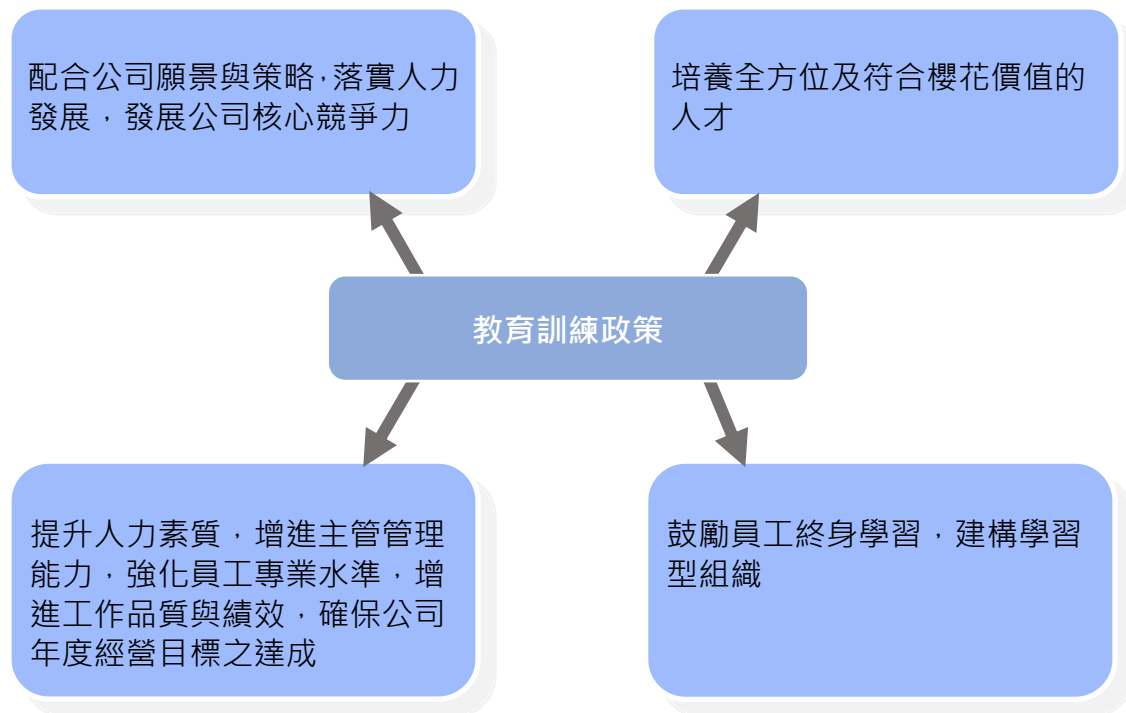 配合公司願景與策略,落實人力
發展，發展公司核心競爭力
培養全方位及符合櫻花價值的
人才
教育訓練政策
提升人力素質，增進主管管理
能力，強化員工專業水準，增
進工作品質與績效，確保公司
年度經營目標之達成
鼓勵員工終身學習，建構學習
型組織